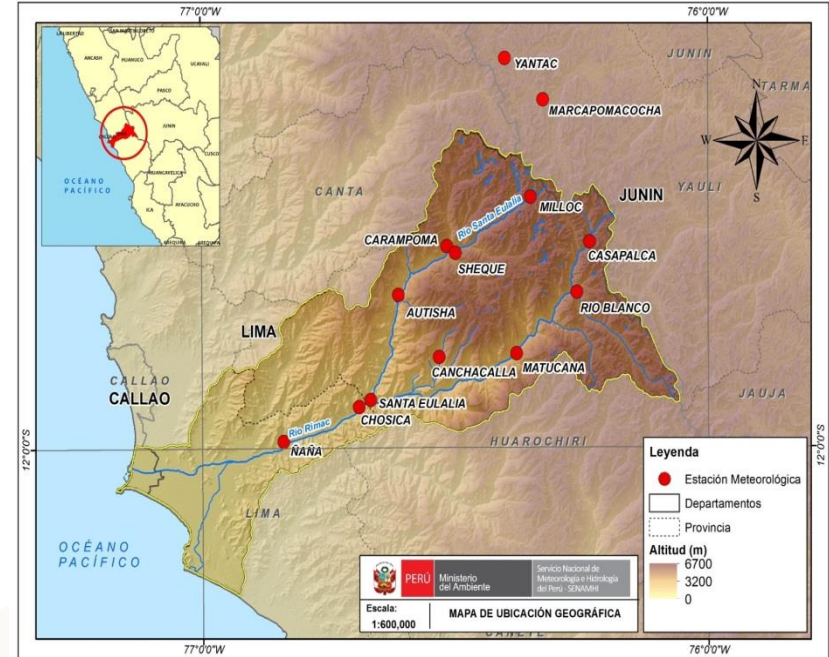 77°0'0"W
76°0'0"W
LA LIBERTAD
ANCASH
HUANUCO
UCAYALI
PASCO
JUNIN
HUANCAVELICA
CUSCO
AYACUCHO
ICA
OCÉANO
PACÍFICO
YANTAC
JUNIN
TARMA
MARCAPOMACOCHA
N
W
E
S
CANTA
JUNIN
YAULI
MILLOC
Rio Santa Eulalia
CARAMPOMA
SHEQUE
CASAPALCA
AUTISHA
RIO BLANCO
LIMA
CANCHACALLA
MATUCANA
CALLAO
CALLAO
JAUJA
SANTA EULALIA
CHOSICA
Rio Rimac
ÑAÑA
HUAROCHIRI
12°0'0"S
12°0'0"S
LIMA
OCÉANO
PACÍFICO
Leyenda
Estación Meteorológica
Departamentos
Provincia
Altitud (m)
6700
3200
0
PERÚ
Ministerio
del Ambiente
Servicio Nacional de
Meteorología e Hidrología
del Perú - SENAMHI
Escala:
1:600,000
MAPA DE UBICACIÓN GEOGRÁFICA
CAÑETE
77°0'0"W
76°0'0"W